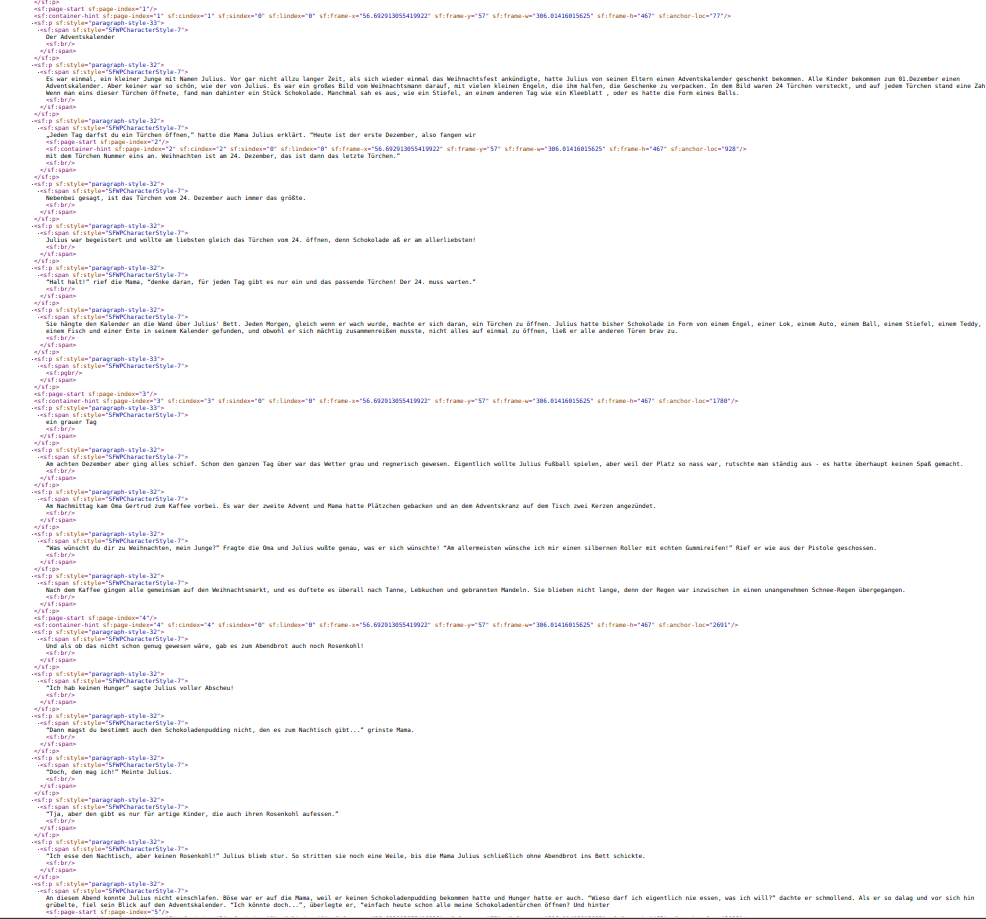 </sf:p>
<sf:page-start sf:page-index="1"/>
<sf:container-hint sf:page-index="1" sf:cindex="1" sf:sindex="0" sf:lindex="0" sf:frame-x="56.692913055419922" sf:frame-y="57" sf:frame-w="306.01416015625" sf:frame-h="467" sf:anchor-loc="77"/>
-<sf:p sf:style="paragraph-style-33">
-<sf:span sf:style="SFWPCharacterStyle-7">
Der Adventskalender
<sf:br/>
</sf:span>
</sf:p>
-<sf:p sf:style="paragraph-style-32">
-<sf:span sf:style="SFWPCharacterStyle-7">
Es war einmal, ein kleiner Junge mit Namen Julius. Vor gar nicht allzu langer Zeit, als sich wieder einmal das Weihnachtsfest ankündigte, hatte Julius von seinen Eltern einen Adventskalender geschenkt bekommen. Alle Kinder bekommen zum 01.Dezember einen
Adventskalender. Aber keiner war so schön, wie der von Julius. Es war ein großes Bild vom Weihnachtsmann darauf, mit vielen kleinen Engeln, die ihm halfen, die Geschenke zu verpacken. In dem Bild waren 24 Türchen versteckt, und auf jedem Türchen stand eine Zah
Wenn man eins dieser Türchen öffnete, fand man dahinter ein Stück Schokolade. Manchmal sah es aus, wie ein Stiefel, an einem anderen Tag wie ein Kleeblatt , oder es hatte die Form eines Balls.
<sf:br/>
</sf:span>
</sf:p>
-<sf:p sf:style="paragraph-style-32">
-<sf:span sf:style="SFWPCharacterStyle-7">
„Jeden Tag darfst du ein Türchen öffnen,“ hatte die Mama Julius erklärt. “Heute ist der erste Dezember, also fangen wir
<sf:page-start sf:page-index="2"/>
<sf:container-hint sf:page-index="2" sf:cindex="2" sf:sindex="0" sf:lindex="0" sf:frame-x="56.692913055419922" sf:frame-y="57" sf:frame-w="306.01416015625" sf:frame-h="467" sf:anchor-loc="928"/>
mit dem Türchen Nummer eins an. Weihnachten ist am 24. Dezember, das ist dann das letzte Türchen.“
<sf:br/>
</sf:span>
</sf:p>
-<sf:p sf:style="paragraph-style-32">
-<sf:span sf:style="SFWPCharacterStyle-7">
Nebenbei gesagt, ist das Türchen vom 24. Dezember auch immer das größte.
<sf:br/>
</sf:span>
</sf:p>
-<sf:p sf:style="paragraph-style-32">
-<sf:span sf:style="SFWPCharacterStyle-7">
Julius war begeistert und wollte am liebsten gleich das Türchen vom 24. öffnen, denn Schokolade aß er am allerliebsten!
<sf:br/>
</sf:span>
</sf:p>
-<sf:p sf:style="paragraph-style-32">
-<sf:span sf:style="SFWPCharacterStyle-7">
“Halt halt!” rief die Mama, “denke daran, für jeden Tag gibt es nur ein und das passende Türchen! Der 24. muss warten.”
<sf:br/>
</sf:span>
</sf:p>
-<sf:p sf:style="paragraph-style-32">
-<sf:span sf:style="SFWPCharacterStyle-7">
Sie hängte den Kalender an die Wand über Julius' Bett. Jeden Morgen, gleich wenn er wach wurde, machte er sich daran, ein Türchen zu öffnen. Julius hatte bisher Schokolade in Form von einem Engel, einer Lok, einem Auto, einem Ball, einem Stiefel, einem Teddy,
einem Fisch und einer Ente in seinem Kalender gefunden, und obwohl er sich mächtig zusammenreißen musste, nicht alles auf einmal zu öffnen, ließ er alle anderen Türen brav zu.
<sf:br/>
</sf:span>
</sf:p>
-<sf:p sf:style="paragraph-style-33">
-<sf:span sf:style="SFWPCharacterStyle-7">
<sf:pgbr/>
</sf:span>
</sf:p>
<sf:page-start sf:page-index="3"/>
<sf:container-hint sf:page-index="3" sf:cindex="3" sf:sindex="0" sf:lindex="0" sf:frame-x="56.692913055419922" sf:frame-y="57" sf:frame-w="306.01416015625" sf:frame-h="467" sf:anchor-loc="1780"/>
-<sf:p sf:style="paragraph-style-33">
-<sf:span sf:style="SFWPCharacterStyle-7">
ein grauer Tag
<sf:br/>
</sf:span>
</sf:p>
-<sf:p sf:style="paragraph-style-32">
-<sf:span sf:style="SFWPCharacterStyle-7">
Am achten Dezember aber ging alles schief. Schon den ganzen Tag über war das Wetter grau und regnerisch gewesen. Eigentlich wollte Julius Fußball spielen, aber weil der Platz so nass war, rutschte man ständig aus - es hatte überhaupt keinen Spaß gemacht.
<sf:br/>
</sf:span>
</sf:p>
-<sf:p sf:style="paragraph-style-32">
-<sf:span sf:style="SFWPCharacterStyle-7">
Am Nachmittag kam Oma Gertrud zum Kaffee vorbei. Es war der zweite Advent und Mama hatte Plätzchen gebacken und an dem Adventskranz auf dem Tisch zwei Kerzen angezündet.
<sf:br/>
</sf:span>
</sf:p>
-<sf:p sf:style="paragraph-style-32">
-<sf:span sf:style="SFWPCharacterStyle-7">
“Was wünscht du dir zu Weihnachten, mein Junge?” Fragte die Oma und Julius wußte genau, was er sich wünschte! “Am allermeisten wünsche ich mir einen silbernen Roller mit echten Gummireifen!” Rief er wie aus der Pistole geschossen.
<sf:br/>
</sf:span>
</sf:p>
-<sf:p sf:style="paragraph-style-32">
-<sf:span sf:style="SFWPCharacterStyle-7">
Nach dem Kaffee gingen alle gemeinsam auf den Weihnachtsmarkt, und es duftete es überall nach Tanne, Lebkuchen und gebrannten Mandeln. Sie blieben nicht lange, denn der Regen war inzwischen in einen unangenehmen Schnee-Regen übergegangen.
<sf:br/>
</sf:span>
</sf:p>
<sf:page-start sf:page-index="4"/>
<sf:container-hint sf:page-index="4" sf:cindex="4" sf:sindex="0" sf:lindex="0" sf:frame-x="56.692913055419922" sf:frame-y="57" sf:frame-w="306.01416015625" sf:frame-h="467" sf:anchor-loc="2691"/>
-<sf:p sf:style="paragraph-style-32">
-<sf:span sf:style="SFWPCharacterStyle-7">
Und als ob das nicht schon genug gewesen wäre, gab es zum Abendbrot auch noch Rosenkohl!
<sf:br/>
</sf:span>
</sf:p>
-<sf:p sf:style="paragraph-style-32">
-<sf:span sf:style="SFWPCharacterStyle-7">
“Ich hab keinen Hunger” sagte Julius voller Abscheu!
<sf:br/>
</sf:span>
</sf:p>
-<sf:p sf:style="paragraph-style-32">
-<sf:span sf:style="SFWPCharacterStyle-7">
“Dann magst du bestimmt auch den Schokoladenpudding nicht, den es zum Nachtisch gibt...” grinste Mama.
<sf:br/>
</sf:span>
</sf:p>
-<sf:p sf:style="paragraph-style-32">
-<sf:span sf:style="SFWPCharacterStyle-7">
“Doch, den mag ich!” Meinte Julius.
<sf:br/>
</sf:span>
</sf:p>
-<sf:p sf:style="paragraph-style-32">
-<sf:span sf:style="SFWPCharacterStyle-7">
“Tja, aber den gibt es nur für artige Kinder, die auch ihren Rosenkohl aufessen.”
<sf:br/>
</sf:span>
</sf:p>
-<sf:p sf:style="paragraph-style-32">
-<sf:span sf:style="SFWPCharacterStyle-7">
“Ich esse den Nachtisch, aber keinen Rosenkohl!” Julius blieb stur. So stritten sie noch eine Weile, bis die Mama Julius schließlich ohne Abendbrot ins Bett schickte.
<sf:br/>
</sf:span>
</sf:p>
-<sf:p sf:style="paragraph-style-32">
-<sf:span sf:style="SFWPCharacterStyle-7">
An diesem Abend konnte Julius nicht einschlafen. Böse war er auf die Mama, weil er keinen Schokoladenpudding bekommen hatte und Hunger hatte er auch. “Wieso darf ich eigentlich nie essen, was ich will?” dachte er schmollend. Als er so dalag und vor sich hin
grübelte, fiel sein Blick auf den Adventskalender. “Ich könnte doch...”, überlegte er, “einfach heute schon alle meine Schokoladentürchen öffnen? Und hinter
<sf:page-start sf:page-index="5"/>